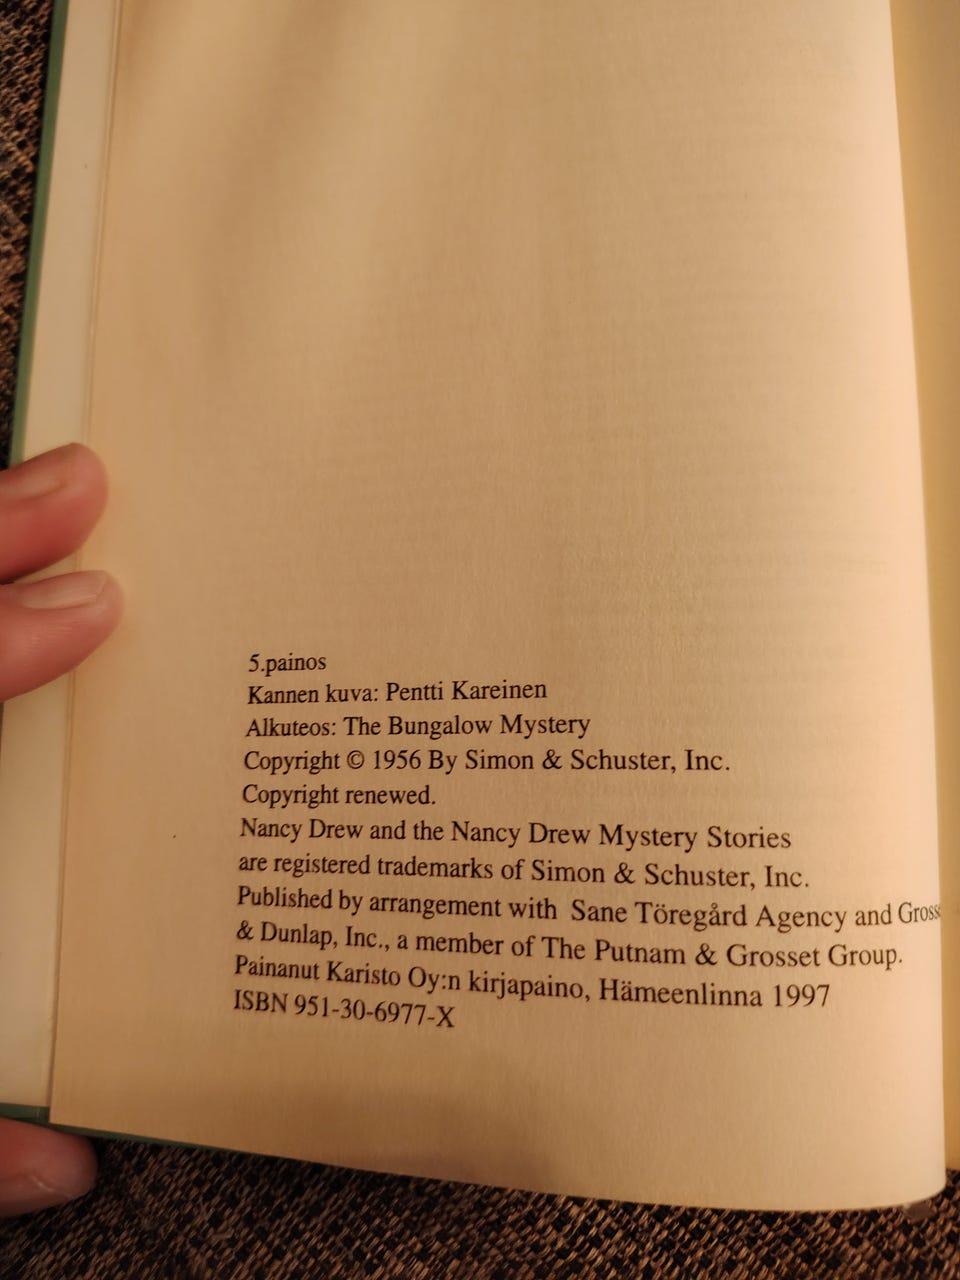 5.painos
Kannen kuva: Pentti Kareinen
Alkuteos: The Bungalow Mystery
Copyright © 1956 By Simon & Schuster, Inc.
Copyright renewed.
Nancy Drew and the Nancy Drew Mystery Stories
are registered trademarks of Simon & Schuster, Inc.
Published by arrangement with Sane Töregård Agency and Gross
& Dunlap, Inc., a member of The Putnam & Grosset Group.
Painanut Karisto Oy:n kirjapaino, Hämeenlinna 1997
ISBN 951-30-6977-X